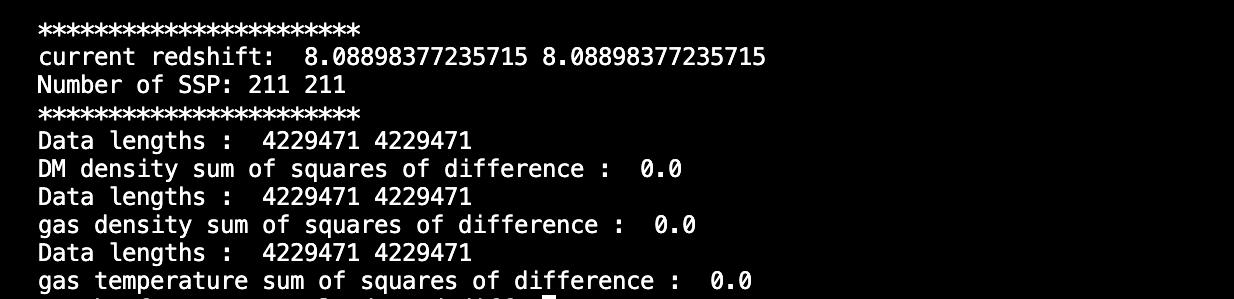 ***********************
current redshift:  8.08898377235715 8.08898377235715
Number of SSP: 211 211
***********************
Data lengths :  4229471 4229471
DM density sum of squares of difference :  0.0
Data lengths :  4229471 4229471
gas density sum of squares of difference :  0.0
Data lengths :  4229471 4229471
gas temperature sum of squares of difference :  0.0